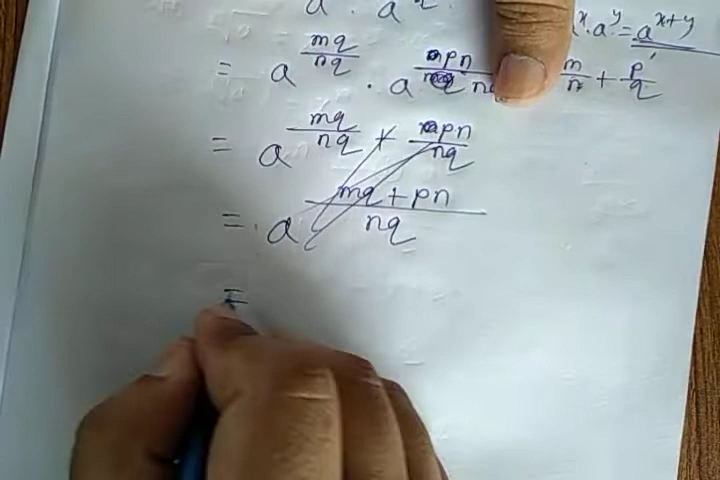 a . a
x . a^y = a^{x+y}
= a^{mq/nq} . a^{pn/nq} m/n + p/q
= a^{mq/nq + pn/nq}
= . a^{(mq+pn)/nq}
=